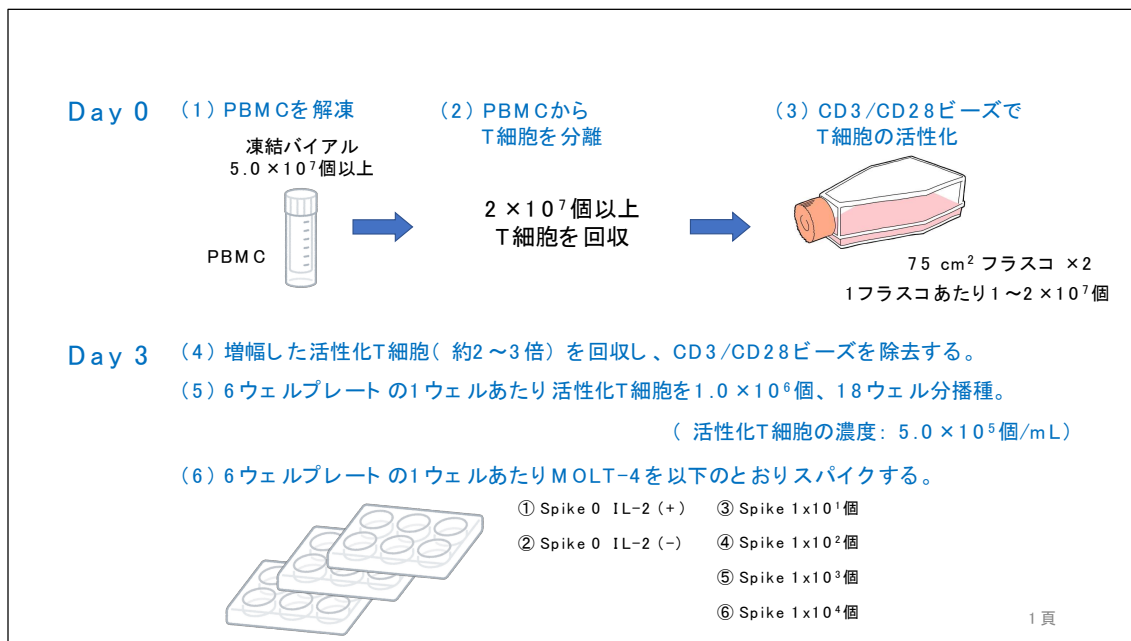 Day 0
(1) PBMCを解凍
凍結バイアル
5.0×10⁷個以上
PBMC
(2) PBMCから
T細胞を分離
2×10⁷個以上
T細胞を回収
(3) CD3/CD28ビーズで
T細胞の活性化
75 cm² フラスコ ×2
1フラスコあたり1～2×10⁷個
Day 3
(4) 増幅した活性化T細胞(約2～3倍)を回収し、CD3/CD28ビーズを除去する。
(5) 6ウェルプレートの1ウェルあたり活性化T細胞を1.0×10⁶個、18ウェル分播種。
(活性化T細胞の濃度: 5.0×10⁵個/mL)
(6) 6ウェルプレートの1ウェルあたりMOLT-4を以下のとおりスパイクする。
① Spike 0 IL-2 (+)
② Spike 0 IL-2 (-)
③ Spike 1x10¹個
④ Spike 1x10²個
⑤ Spike 1x10³個
⑥ Spike 1x10⁴個
1頁